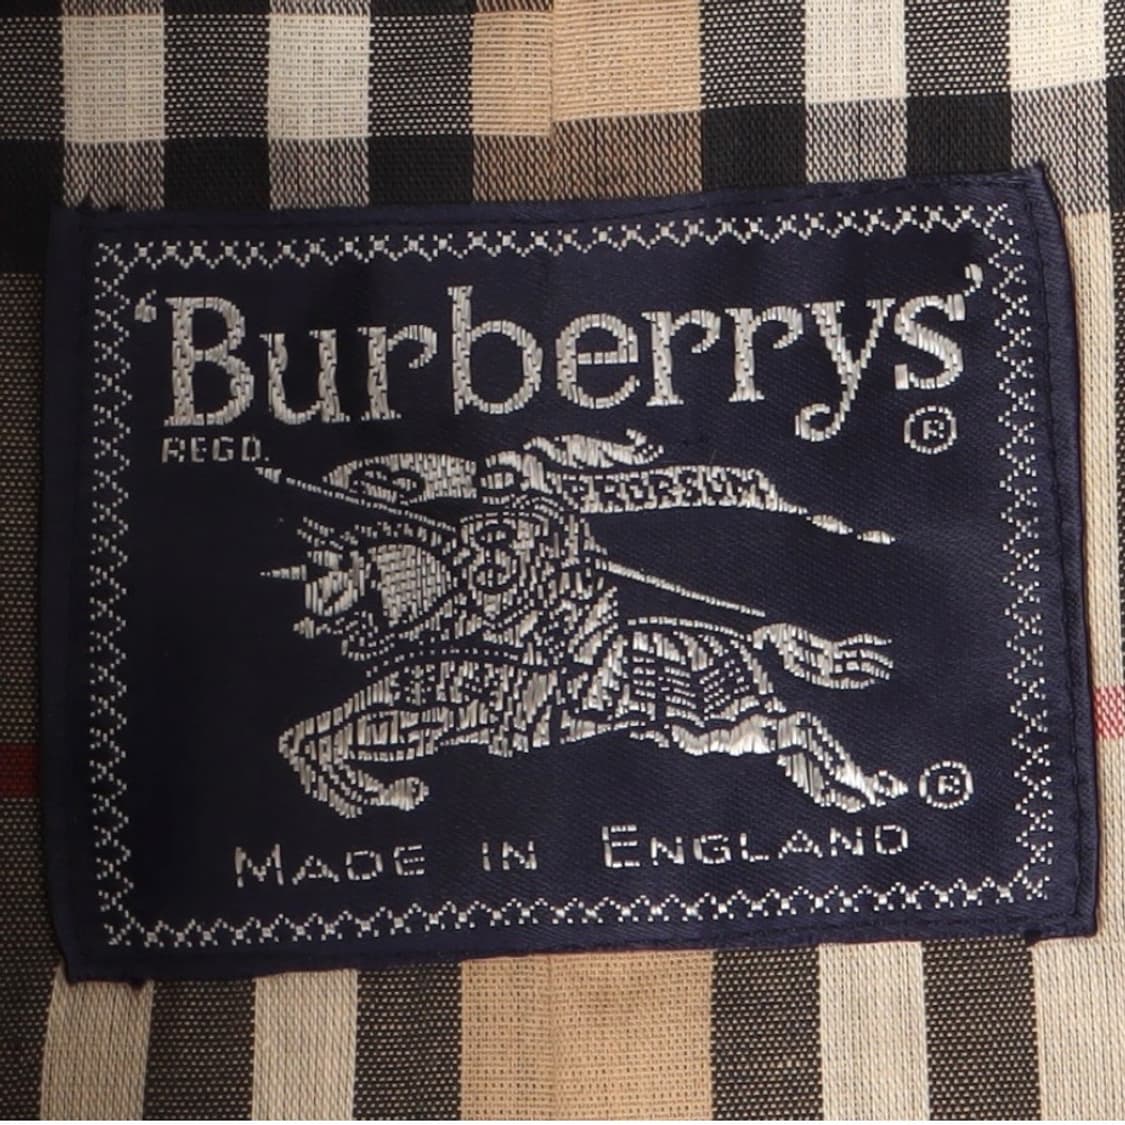 ‘Burberrys’
REGD. ®
PRORSUM
®
MADE IN ENGLAND